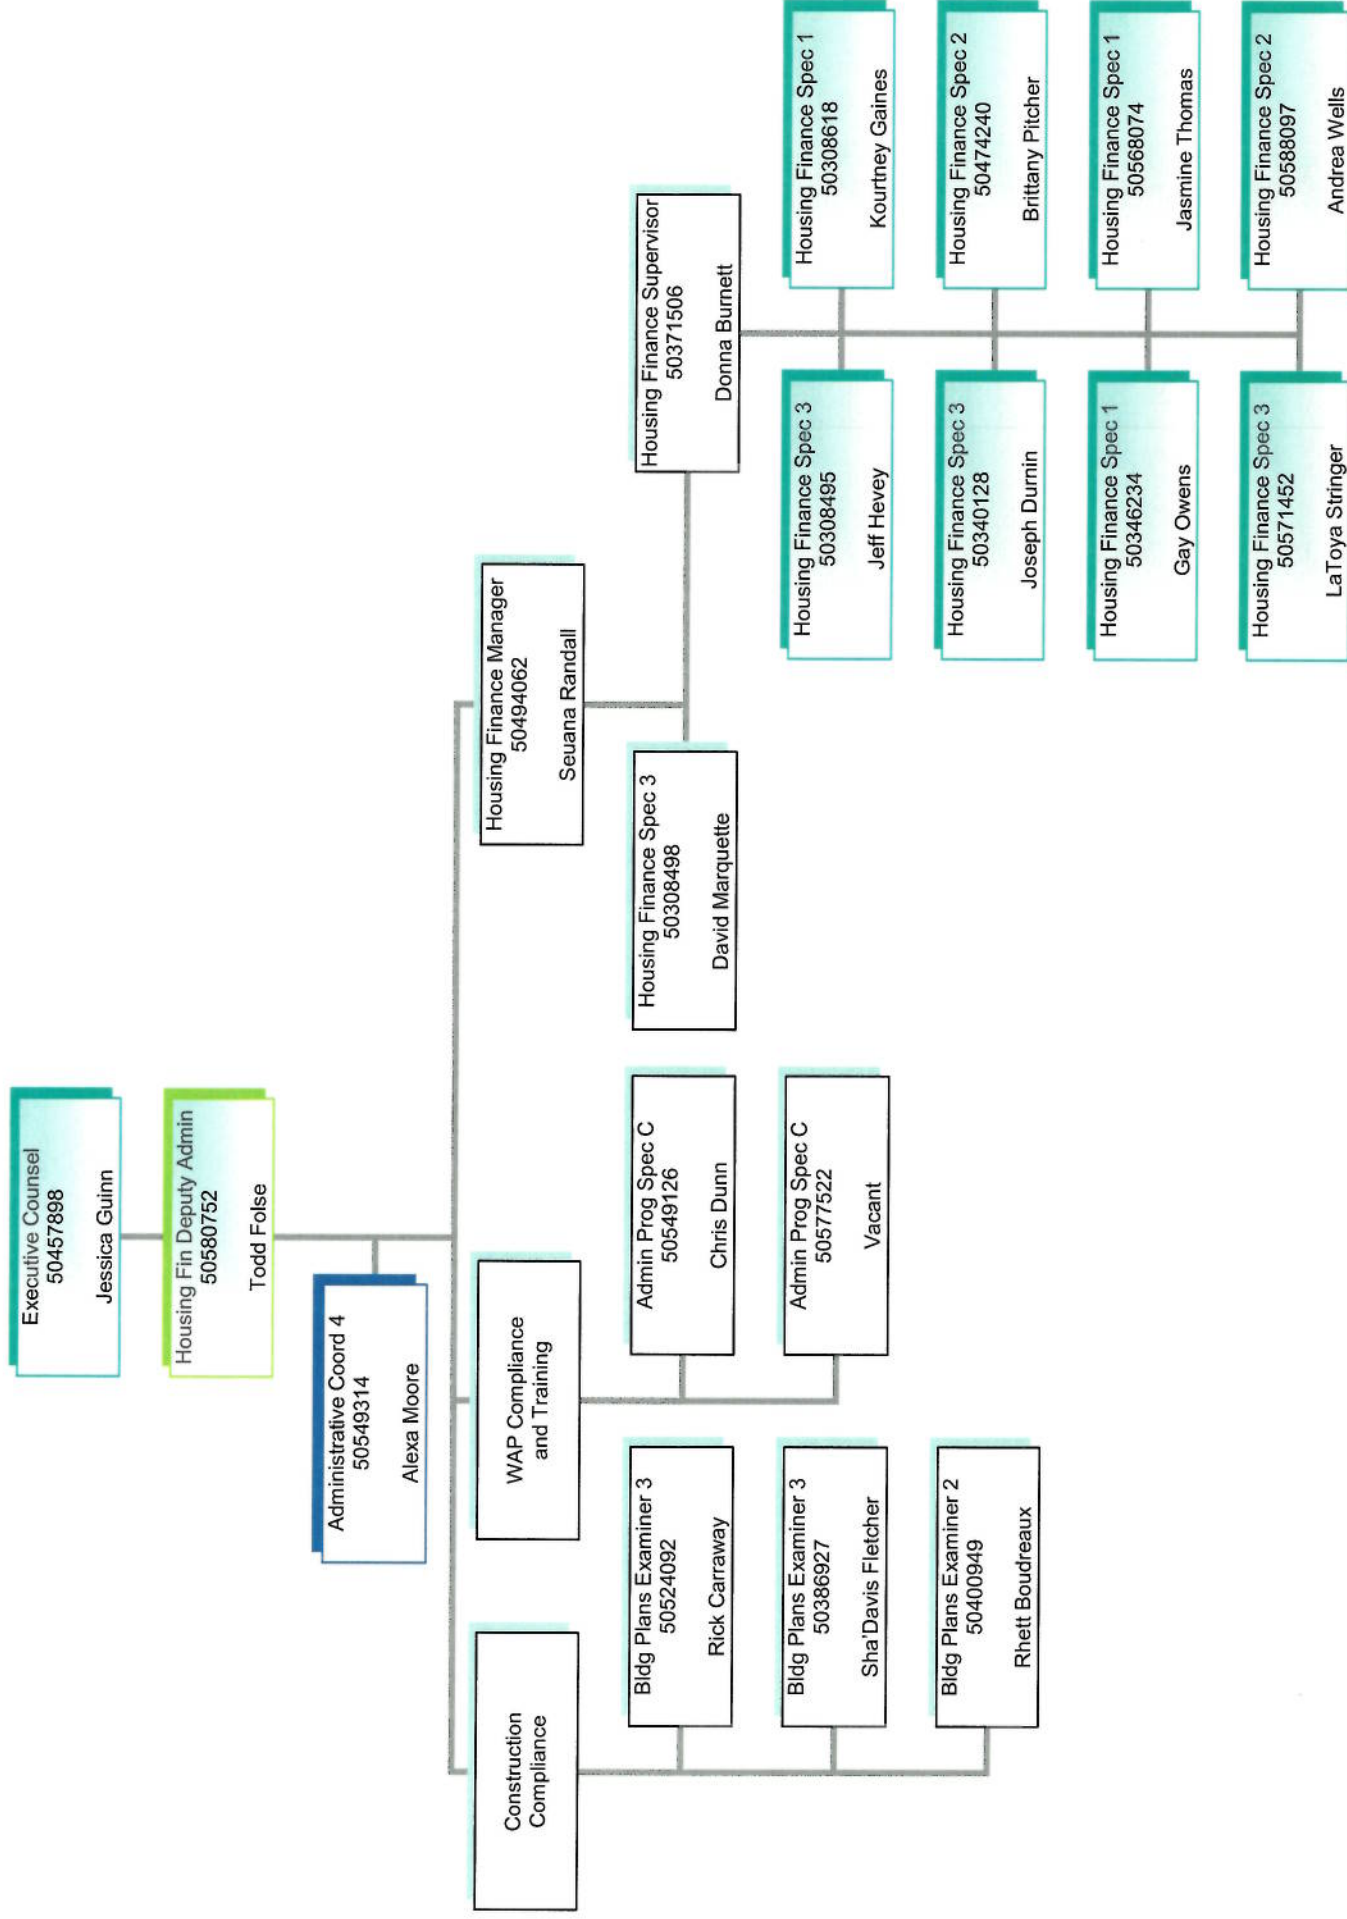 Executive Counsel
50457898
Jessica Guinn
Housing Fin Deputy Admin
50580752
Todd Folse
Administrative Coord 4
50549314
Alexa Moore
Construction
Compliance
Bldg Plans Examiner 3
50524092
Rick Carraway
Bldg Plans Examiner 3
50386927
Sha'Davis Fletcher
Bldg Plans Examiner 2
50400949
Rhett Boudreaux
WAP Compliance
and Training
Admin Prog Spec C
50549126
Chris Dunn
Admin Prog Spec C
50577522
Vacant
Housing Finance Manager
50494062
Seuana Randall
Housing Finance Spec 3
50308498
David Marquette
Housing Finance Supervisor
50371506
Donna Burnett
Housing Finance Spec 3
50308495
Jeff Hevey
Housing Finance Spec 1
50308618
Kourtney Gaines
Housing Finance Spec 3
50340128
Joseph Durnin
Housing Finance Spec 2
50474240
Brittany Pitcher
Housing Finance Spec 1
50346234
Gay Owens
Housing Finance Spec 1
50568074
Jasmine Thomas
Housing Finance Spec 3
50571452
LaToya Stringer
Housing Finance Spec 2
50588097
Andrea Wells